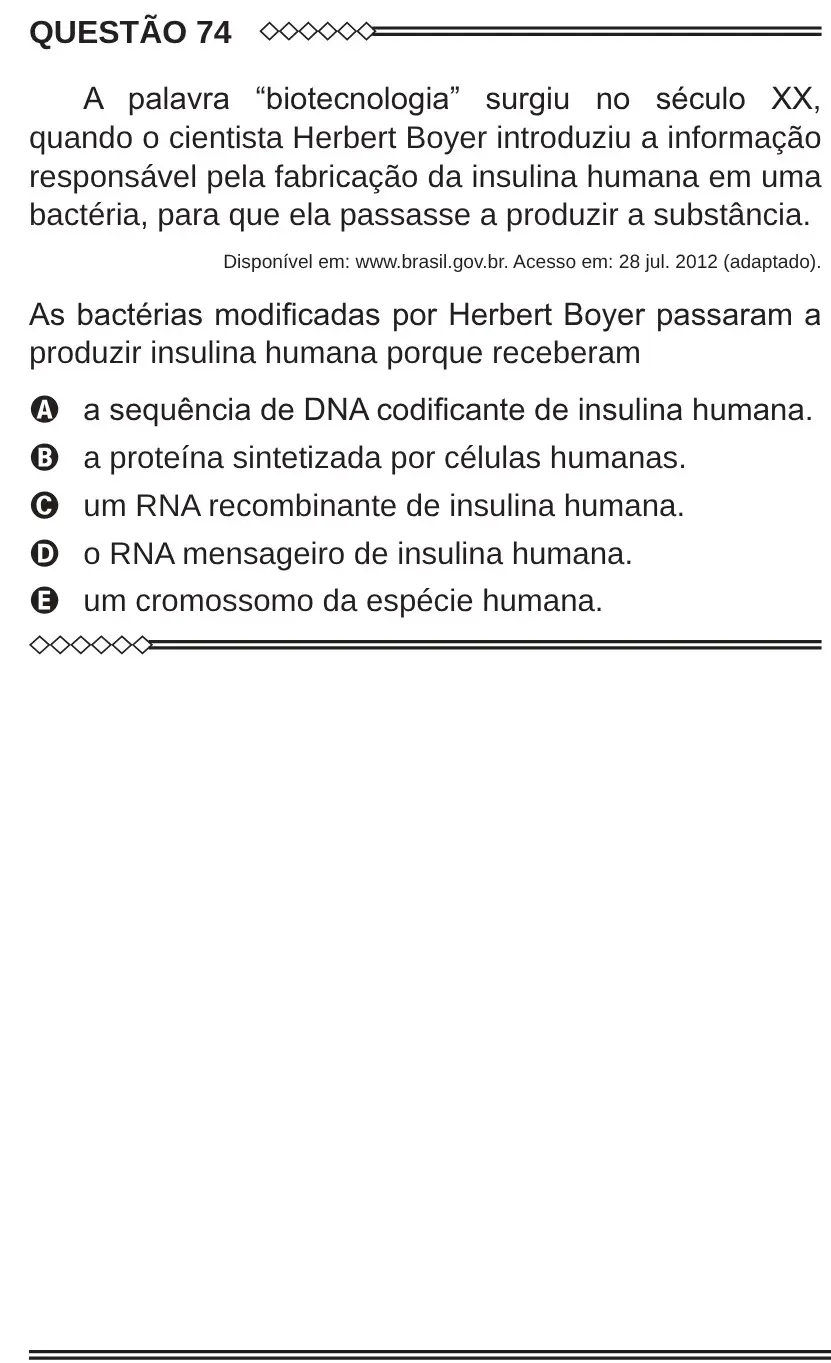 QUESTÃO 74
A palavra “biotecnologia” surgiu no século XX,
quando o cientista Herbert Boyer introduziu a informação
responsável pela fabricação da insulina humana em uma
bactéria, para que ela passasse a produzir a substância.
Disponível em: www.brasil.gov.br. Acesso em: 28 jul. 2012 (adaptado).
As bactérias modificadas por Herbert Boyer passaram a
produzir insulina humana porque receberam
A a sequência de DNA codificante de insulina humana.
B a proteína sintetizada por células humanas.
C um RNA recombinante de insulina humana.
D o RNA mensageiro de insulina humana.
E um cromossomo da espécie humana.